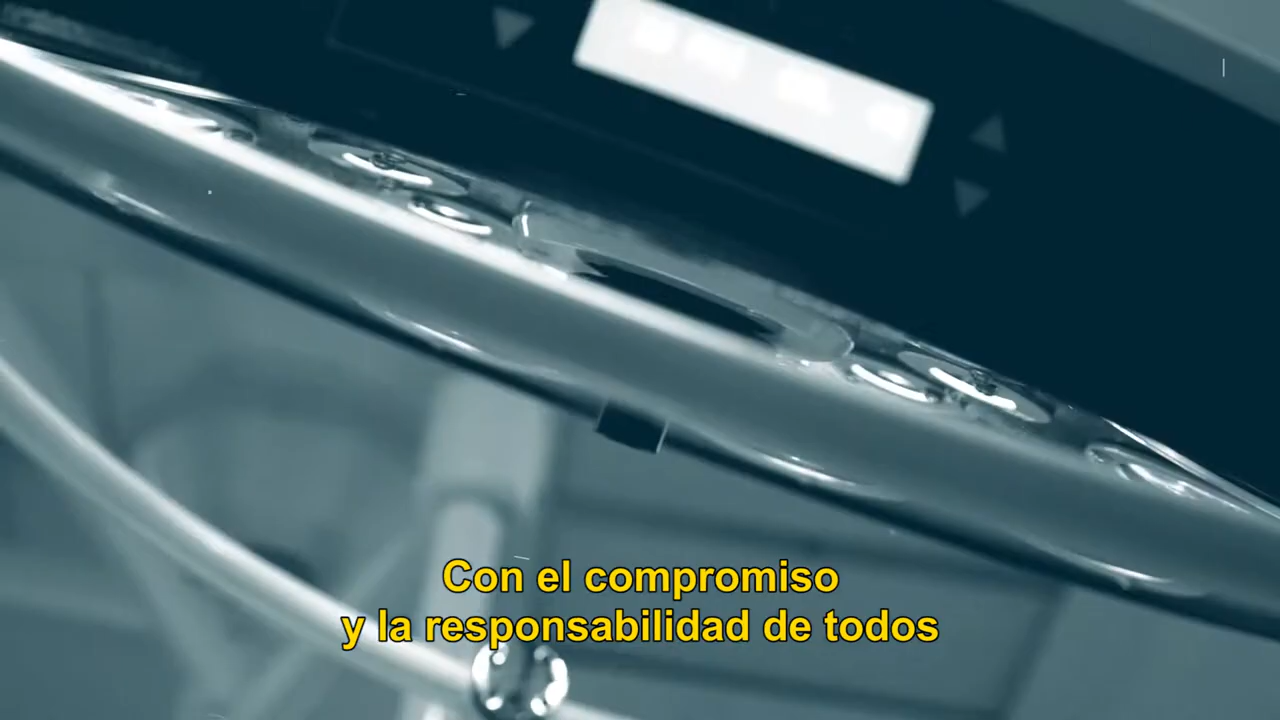 Con el compromiso
y la responsabilidad de todos